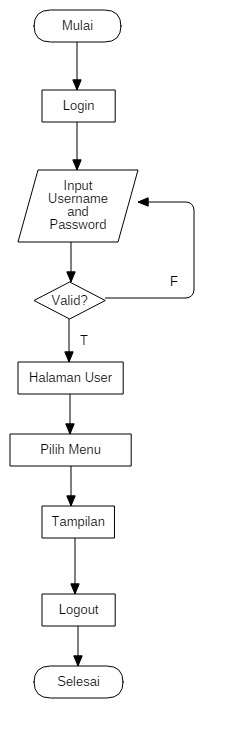 Mulai
Login
Input
Username
and
Password
Valid?
F
T
Halaman User
Pilih Menu
Tampilan
Logout
Selesai